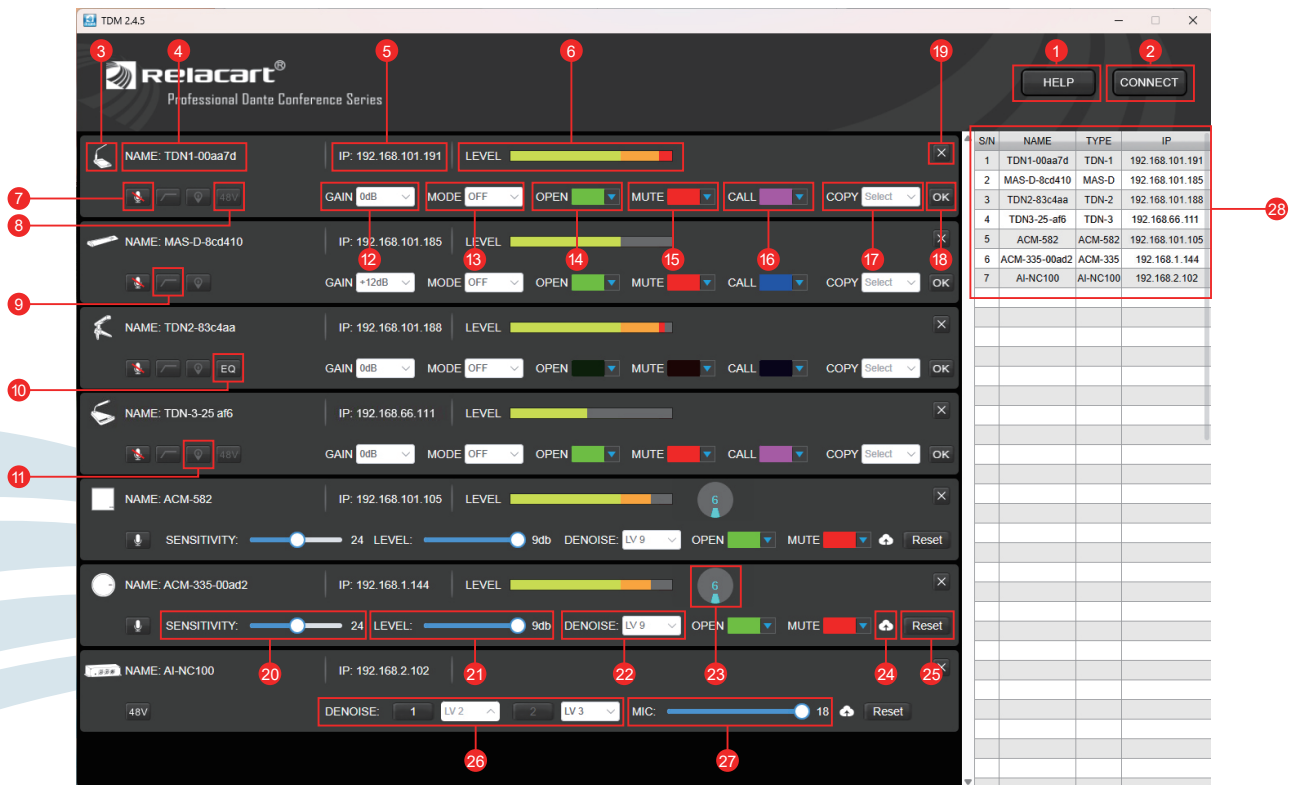 TDM 2.4.5
3 4 5 6 19 1 2
Relacart®
Professional Dante Conference Series
HELP CONNECT
NAME: TDN1-00aa7d IP: 192.168.101.191 LEVEL
7 48V GAIN 0dB MODE OFF OPEN MUTE CALL COPY Select OK
8
NAME: MAS-D-8cd410 IP: 192.168.101.185 LEVEL
12 13 14 15 16 17 18
9 GAIN +12dB MODE OFF OPEN MUTE CALL COPY Select OK
NAME: TDN2-83c4aa IP: 192.168.101.188 LEVEL
EQ GAIN 0dB MODE OFF OPEN MUTE CALL COPY Select OK
10
NAME: TDN-3-25 af6 IP: 192.168.66.111 LEVEL
48V GAIN 0dB MODE OFF OPEN MUTE CALL COPY Select OK
11
NAME: ACM-582 IP: 192.168.101.105 LEVEL 6
SENSITIVITY: 24 LEVEL: 9db DENOISE: LV 9 OPEN MUTE Reset
NAME: ACM-335-00ad2 IP: 192.168.1.144 LEVEL 6
SENSITIVITY: 24 LEVEL: 9db DENOISE: LV 9 OPEN MUTE Reset
NAME: AI-NC100 IP: 192.168.2.102
20 21 22 23 24 25
48V DENOISE: 1 LV 2 2 LV 3 MIC: 18 Reset
26 27
S/N NAME TYPE IP
1 TDN1-00aa7d TDN-1 192.168.101.191
2 MAS-D-8cd410 MAS-D 192.168.101.185
3 TDN2-83c4aa TDN-2 192.168.101.188
4 TDN3-25-af6 TDN-3 192.168.66.111
5 ACM-582 ACM-582 192.168.101.105
6 ACM-335-00ad2 ACM-335 192.168.1.144
7 AI-NC100 AI-NC100 192.168.2.102
28